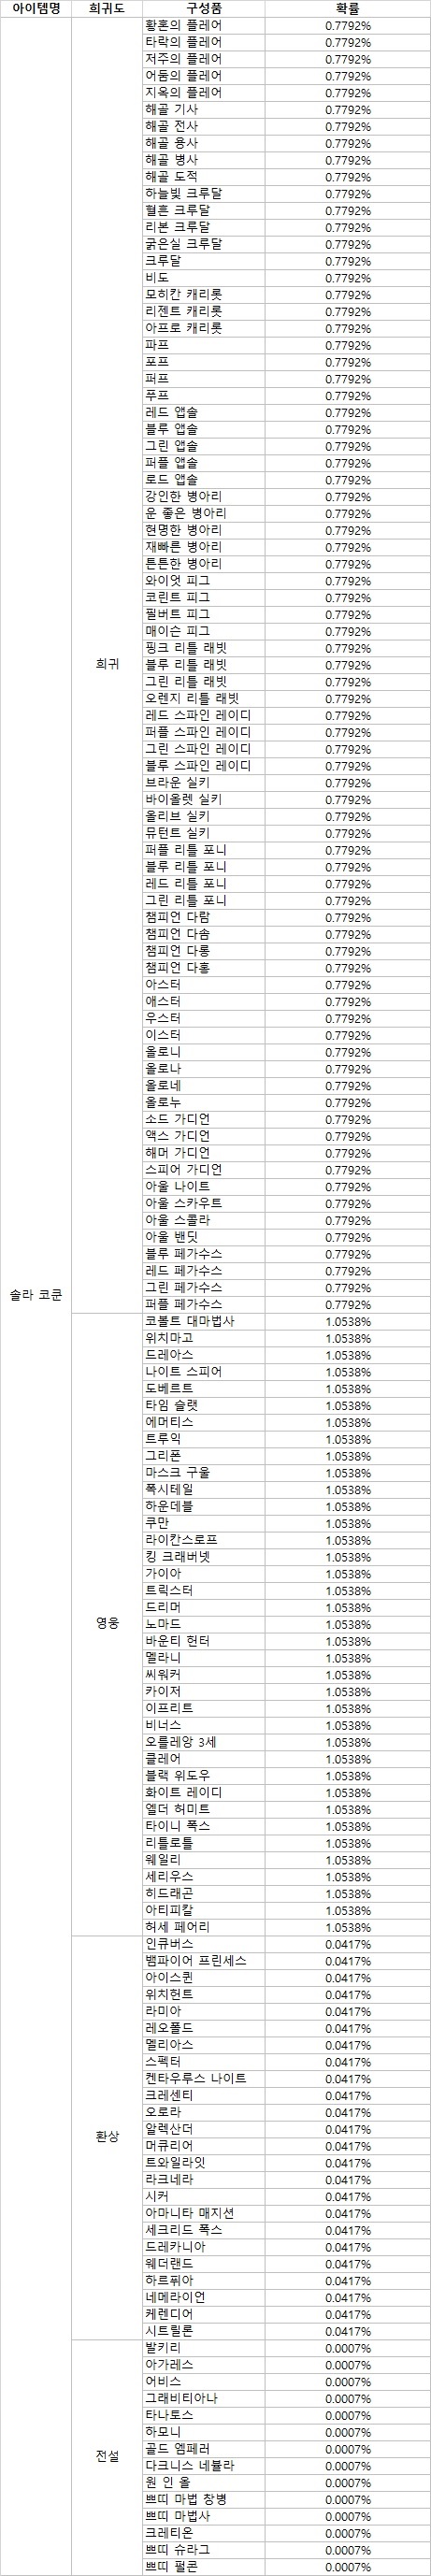 아이템명 희귀도 구성품 확률
황혼의 플레어 0.7792%
타락의 플레어 0.7792%
저주의 플레어 0.7792%
어둠의 플레어 0.7792%
지옥의 플레어 0.7792%
해골 기사 0.7792%
해골 전사 0.7792%
해골 용사 0.7792%
해골 병사 0.7792%
해골 도적 0.7792%
하늘빛 크루달 0.7792%
혈흔 크루달 0.7792%
리본 크루달 0.7792%
굵은실 크루달 0.7792%
크루달 0.7792%
비도 0.7792%
모히칸 캐리롯 0.7792%
리젠트 캐리롯 0.7792%
아프로 캐리롯 0.7792%
파프 0.7792%
포프 0.7792%
퍼프 0.7792%
푸프 0.7792%
레드 앱솔 0.7792%
블루 앱솔 0.7792%
그린 앱솔 0.7792%
퍼플 앱솔 0.7792%
로드 앱솔 0.7792%
강인한 병아리 0.7792%
운 좋은 병아리 0.7792%
현명한 병아리 0.7792%
재빠른 병아리 0.7792%
튼튼한 병아리 0.7792%
와이엇 피그 0.7792%
코린트 피그 0.7792%
필버트 피그 0.7792%
매이슨 피그 0.7792%
핑크 리틀 래빗 0.7792%
희귀 블루 리틀 래빗 0.7792%
그린 리틀 래빗 0.7792%
오렌지 리틀 래빗 0.7792%
레드 스파인 레이디 0.7792%
퍼플 스파인 레이디 0.7792%
그린 스파인 레이디 0.7792%
블루 스파인 레이디 0.7792%
브라운 실키 0.7792%
바이올렛 실키 0.7792%
올리브 실키 0.7792%
뮤턴트 실키 0.7792%
퍼플 리틀 포니 0.7792%
블루 리틀 포니 0.7792%
레드 리틀 포니 0.7792%
그린 리틀 포니 0.7792%
챔피언 다람 0.7792%
챔피언 다솜 0.7792%
챔피언 다롱 0.7792%
챔피언 다홍 0.7792%
아스터 0.7792%
애스터 0.7792%
우스터 0.7792%
이스터 0.7792%
올로니 0.7792%
올로나 0.7792%
올로네 0.7792%
올로누 0.7792%
소드 가디언 0.7792%
액스 가디언 0.7792%
해머 가디언 0.7792%
스피어 가디언 0.7792%
아울 나이트 0.7792%
아울 스카우트 0.7792%
아울 스콜라 0.7792%
아울 밴딧 0.7792%
블루 페가수스 0.7792%
레드 페가수스 0.7792%
솔라 코쿤 그린 페가수스 0.7792%
퍼플 페가수스 0.7792%
코볼트 대마법사 1.0538%
위치마고 1.0538%
드레아스 1.0538%
나이트 스피어 1.0538%
도베르트 1.0538%
타임 슬랫 1.0538%
에머티스 1.0538%
트루익 1.0538%
그리폰 1.0538%
마스크 구울 1.0538%
폭시테일 1.0538%
하운데블 1.0538%
쿠만 1.0538%
라이칸스로프 1.0538%
킹 크래버넷 1.0538%
가이아 1.0538%
트릭스터 1.0538%
드리머 1.0538%
영웅 노마드 1.0538%
바운티 헌터 1.0538%
멜라니 1.0538%
씨워커 1.0538%
카이저 1.0538%
이프리트 1.0538%
비너스 1.0538%
오를레앙 3세 1.0538%
클레어 1.0538%
블랙 위도우 1.0538%
화이트 레이디 1.0538%
엘더 허미트 1.0538%
타이니 폭스 1.0538%
리틀로틀 1.0538%
웨일리 1.0538%
세리우스 1.0538%
히드래곤 1.0538%
아티피칼 1.0538%
허세 페어리 1.0538%
인큐버스 0.0417%
뱀파이어 프린세스 0.0417%
아이스퀸 0.0417%
위치헌트 0.0417%
라미아 0.0417%
레오폴드 0.0417%
멜리아스 0.0417%
스펙터 0.0417%
켄타우루스 나이트 0.0417%
크레센티 0.0417%
오로라 0.0417%
알렉산더 0.0417%
환상 머큐리어 0.0417%
트와일라잇 0.0417%
라크네라 0.0417%
시커 0.0417%
아마니타 매지션 0.0417%
세크리드 폭스 0.0417%
드레카니아 0.0417%
웨더랜드 0.0417%
하르퓌아 0.0417%
네메라이언 0.0417%
케렌디어 0.0417%
시트릴론 0.0417%
발키리 0.0007%
아가레스 0.0007%
어비스 0.0007%
그래비티아나 0.0007%
타나토스 0.0007%
하모니 0.0007%
전설 골드 엠페러 0.0007%
다크니스 네뷸라 0.0007%
원 인 올 0.0007%
쁘띠 마법 창병 0.0007%
쁘띠 마법사 0.0007%
크레티온 0.0007%
쁘띠 슈라그 0.0007%
쁘띠 펄콘 0.0007%